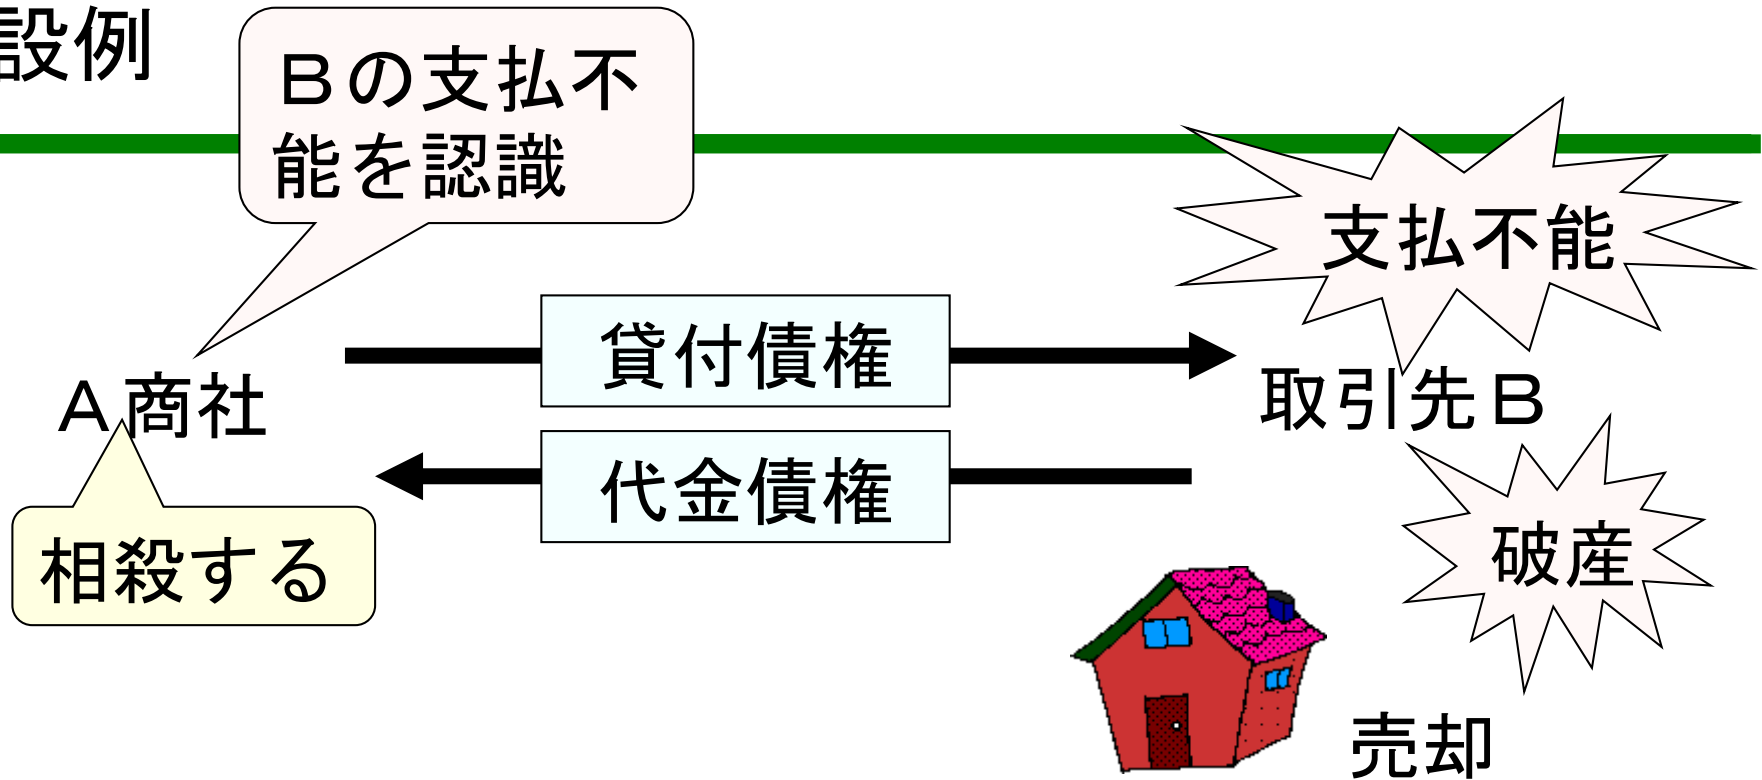 設例
Ｂの支払不
能を認識
支払不能
貸付債権
Ａ商社
取引先Ｂ
代金債権
相殺する
破産
売却